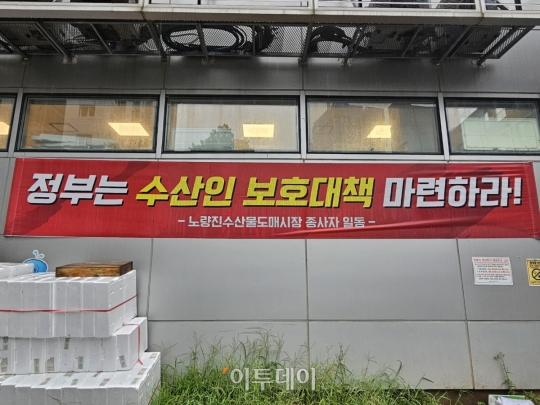 정부는 수산인 보호대책 마련하라!
- 노량진수산물도매시장 종사자 일동 -
이투데이